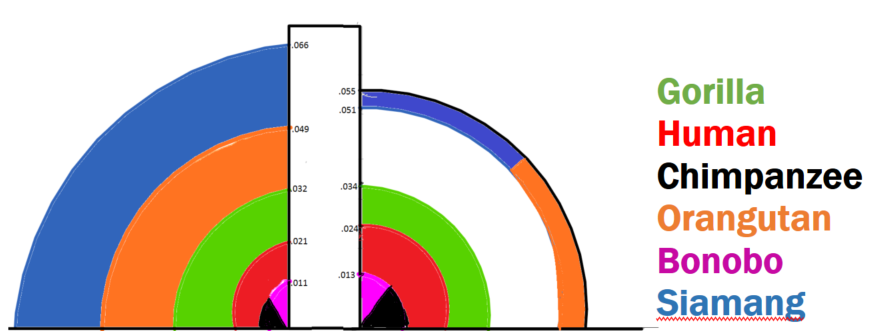 .066
.049
.032
.021
.011
.055
.051
.034
.024
.013
Gorilla
Human
Chimpanzee
Orangutan
Bonobo
Siamang